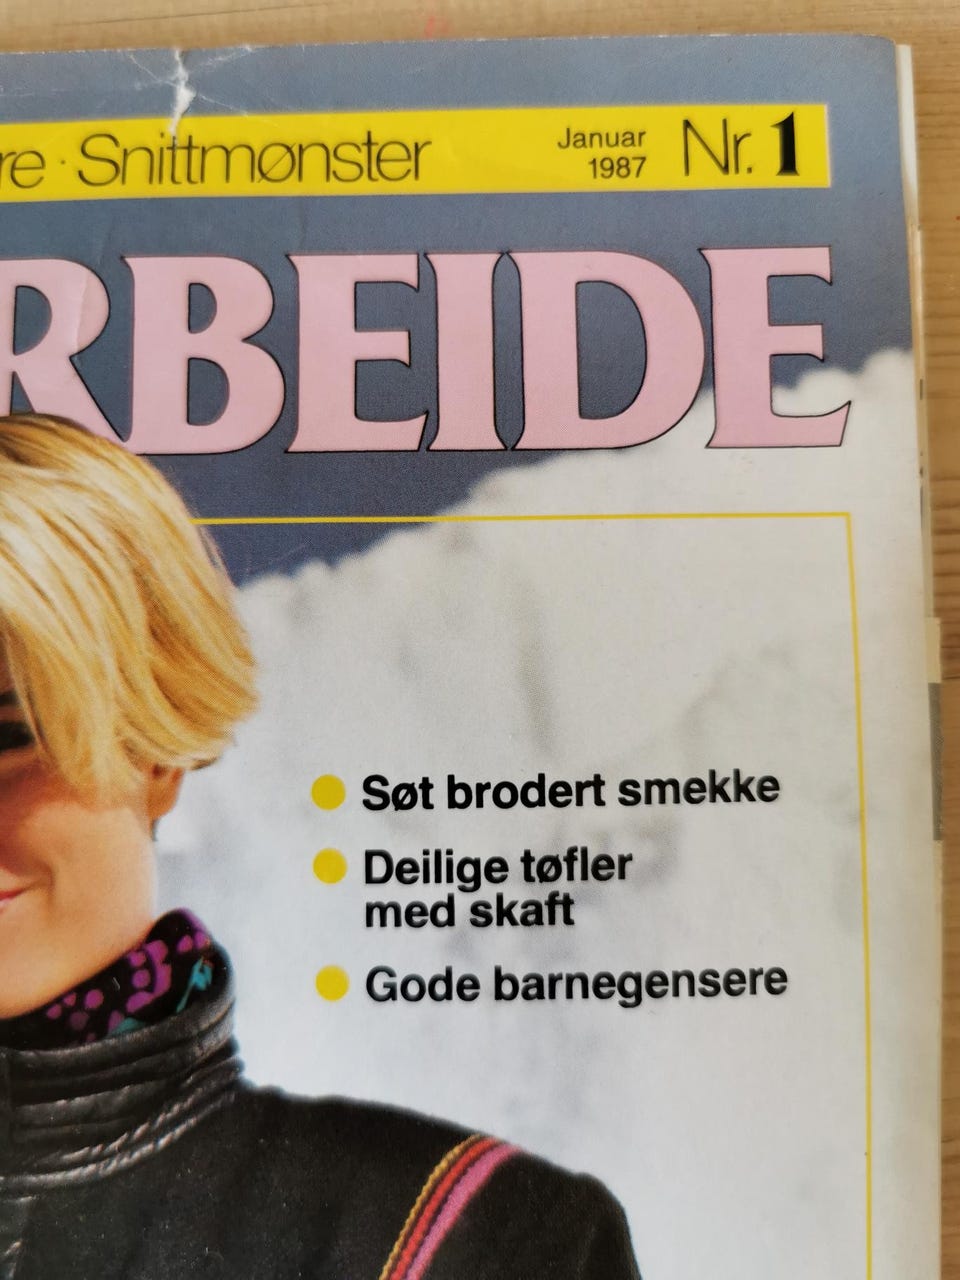 re · Snittmønster
Januar
1987
Nr. 1
RBEIDE
Søt brodert smekke
Deilige tøfler
med skaft
Gode barnegensere